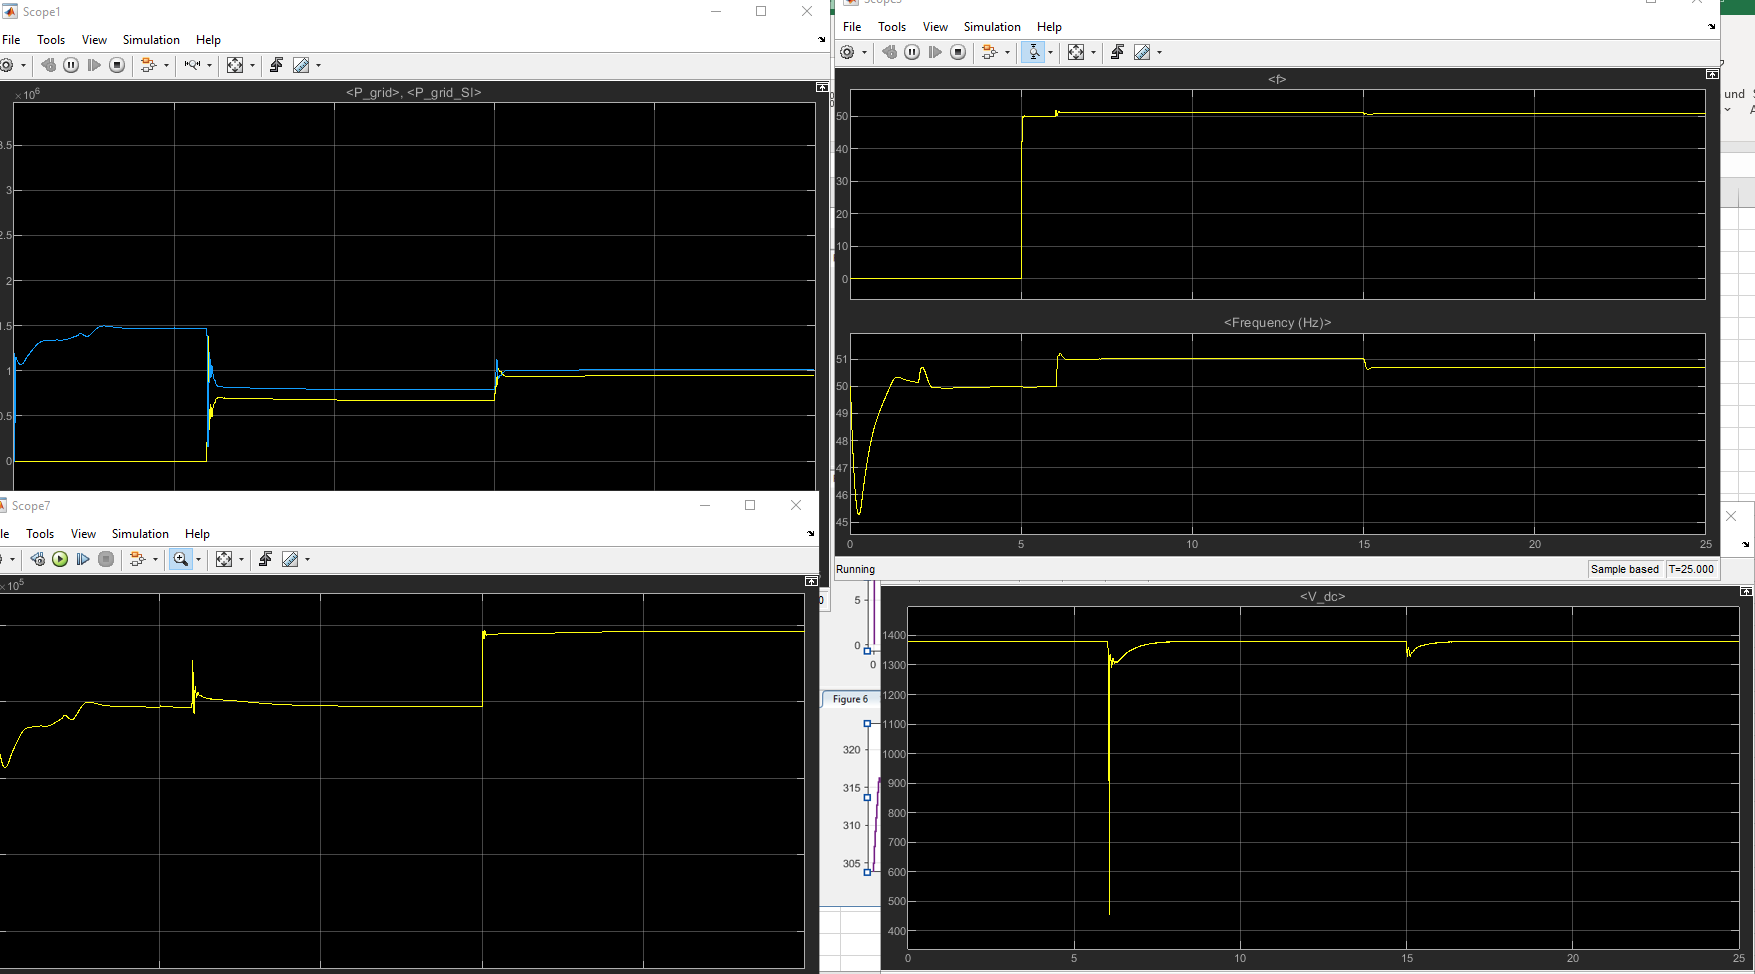 Scope1
File Tools View Simulation Help
×10^6
<P_grid>, <P_grid_SI>
3.5
3
2.5
2
1.5
1
0.5
0
Scope7
le Tools View Simulation Help
×10^5
File Tools View Simulation Help
<f>
50
40
30
20
10
0
<Frequency (Hz)>
51
50
49
48
47
46
45
0 5 10 15 20 25
Running
Sample based T=25.000
und
5
0
0
Figure 6
320
315
310
305
<V_dc>
1400
1300
1200
1100
1000
900
800
700
600
500
400
0 5 10 15 20 25